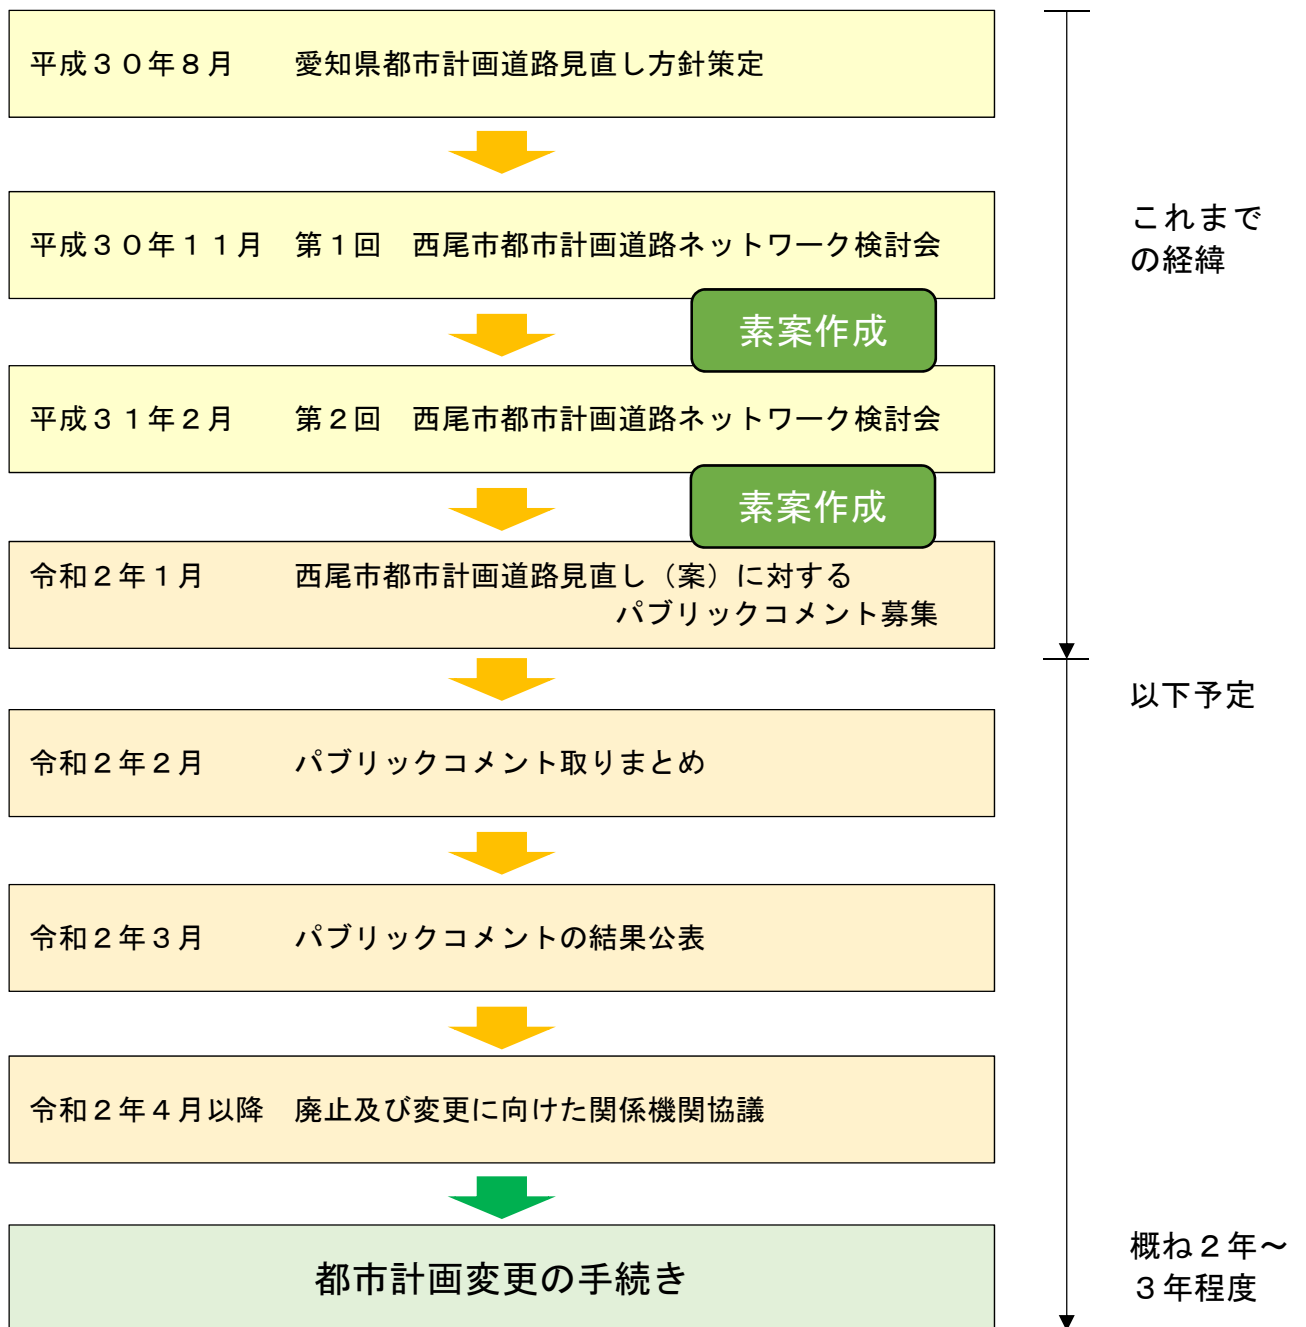 平成３０年８月　　愛知県都市計画道路見直し方針策定
平成３０年１１月　第１回　西尾市都市計画道路ネットワーク検討会
素案作成
平成３１年２月　　第２回　西尾市都市計画道路ネットワーク検討会
素案作成
令和２年１月　　　西尾市都市計画道路見直し（案）に対する
パブリックコメント募集
令和２年２月　　　パブリックコメント取りまとめ
令和２年３月　　　パブリックコメントの結果公表
令和２年４月以降　廃止及び変更に向けた関係機関協議
都市計画変更の手続き
これまで
の経緯
以下予定
概ね２年～
３年程度